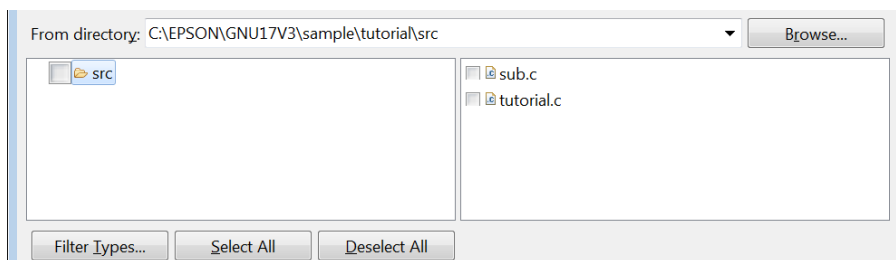 From directory: C:\EPSON\GNU17V3\sample\tutorial\src Browse...
src
sub.c
tutorial.c
Filter Types... Select All Deselect All